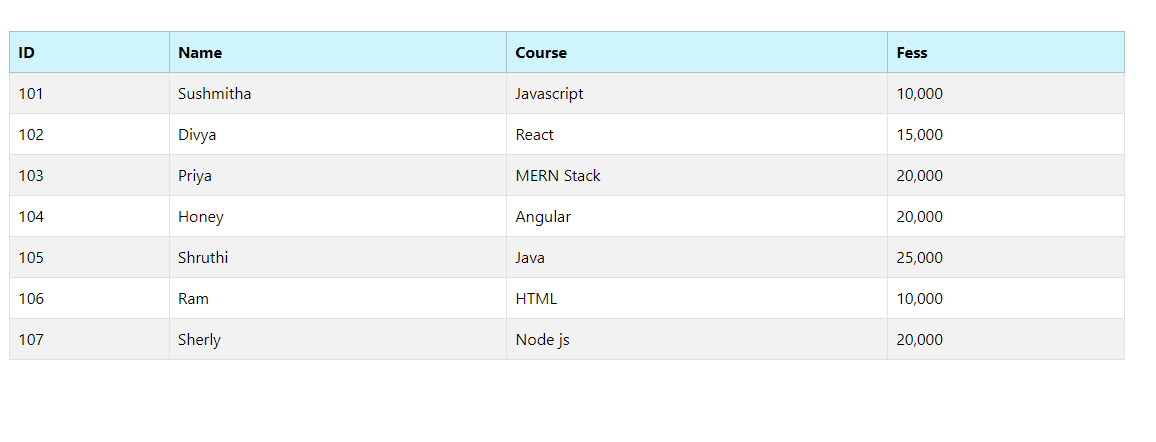 ID Name Course Fess
101 Sushmitha Javascript 10,000
102 Divya React 15,000
103 Priya MERN Stack 20,000
104 Honey Angular 20,000
105 Shruthi Java 25,000
106 Ram HTML 10,000
107 Sherly Node js 20,000